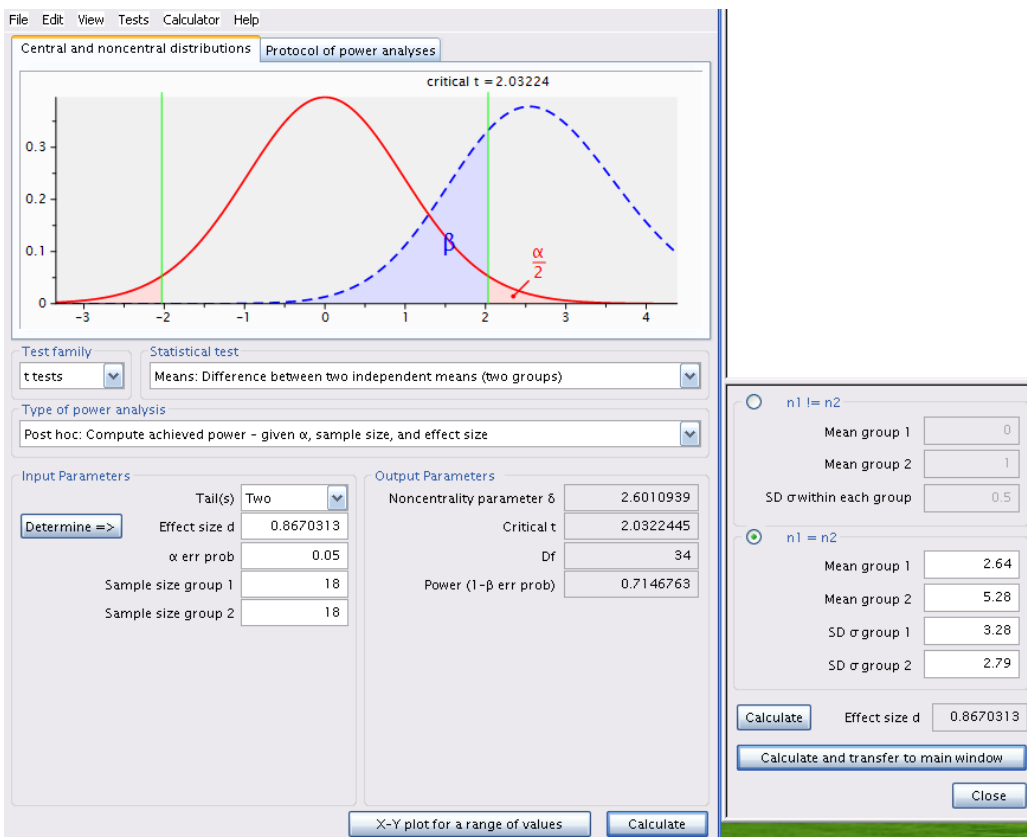 File Edit View Tests Calculator Help
Central and noncentral distributions Protocol of power analyses
critical t = 2.03224
0.3
0.2
0.1
0
-3 -2 -1 0 1 2 3 4
β
α
2
Test family
t tests
Statistical test
Means: Difference between two independent means (two groups)
Type of power analysis
Post hoc: Compute achieved power – given α, sample size, and effect size
Input Parameters
Tail(s) Two
Determine => Effect size d 0.8670313
α err prob 0.05
Sample size group 1 18
Sample size group 2 18
Output Parameters
Noncentrality parameter δ 2.6010939
Critical t 2.0322445
Df 34
Power (1-β err prob) 0.7146763
X-Y plot for a range of values Calculate
n1 != n2
Mean group 1 0
Mean group 2 1
SD σ within each group 0.5
n1 = n2
Mean group 1 2.64
Mean group 2 5.28
SD σ group 1 3.28
SD σ group 2 2.79
Calculate Effect size d 0.8670313
Calculate and transfer to main window
Close